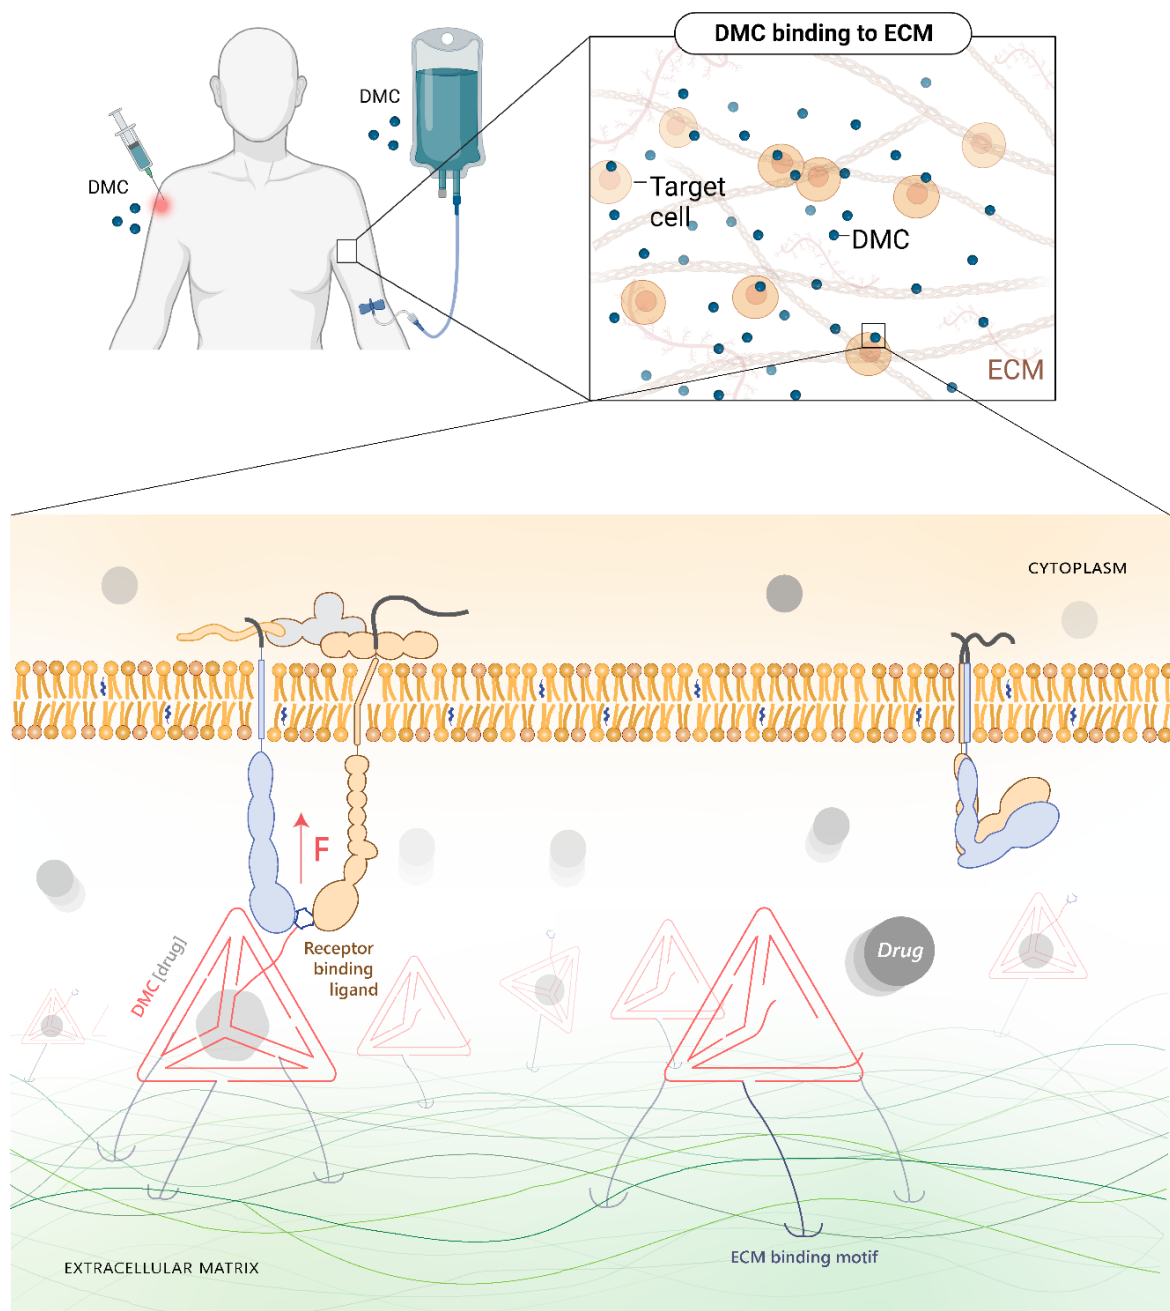 DMC binding to ECM
DMC
DMC
Target
cell
DMC
ECM
CYTOPLASM
F
DMC [drug]
Receptor
binding
ligand
Drug
ECM binding motif
EXTRACELLULAR MATRIX